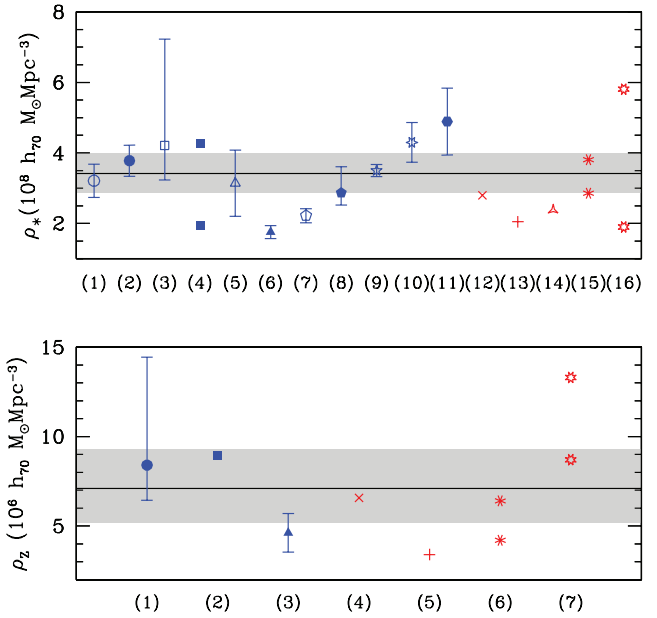 8
6
4
2
ρ* (10⁸ h₇₀ M⊙Mpc⁻³)
(1) (2) (3) (4) (5) (6) (7) (8) (9) (10)(11)(12)(13)(14)(15)(16)
15
10
5
ρZ (10⁶ h₇₀ M⊙Mpc⁻³)
(1) (2) (3) (4) (5) (6) (7)